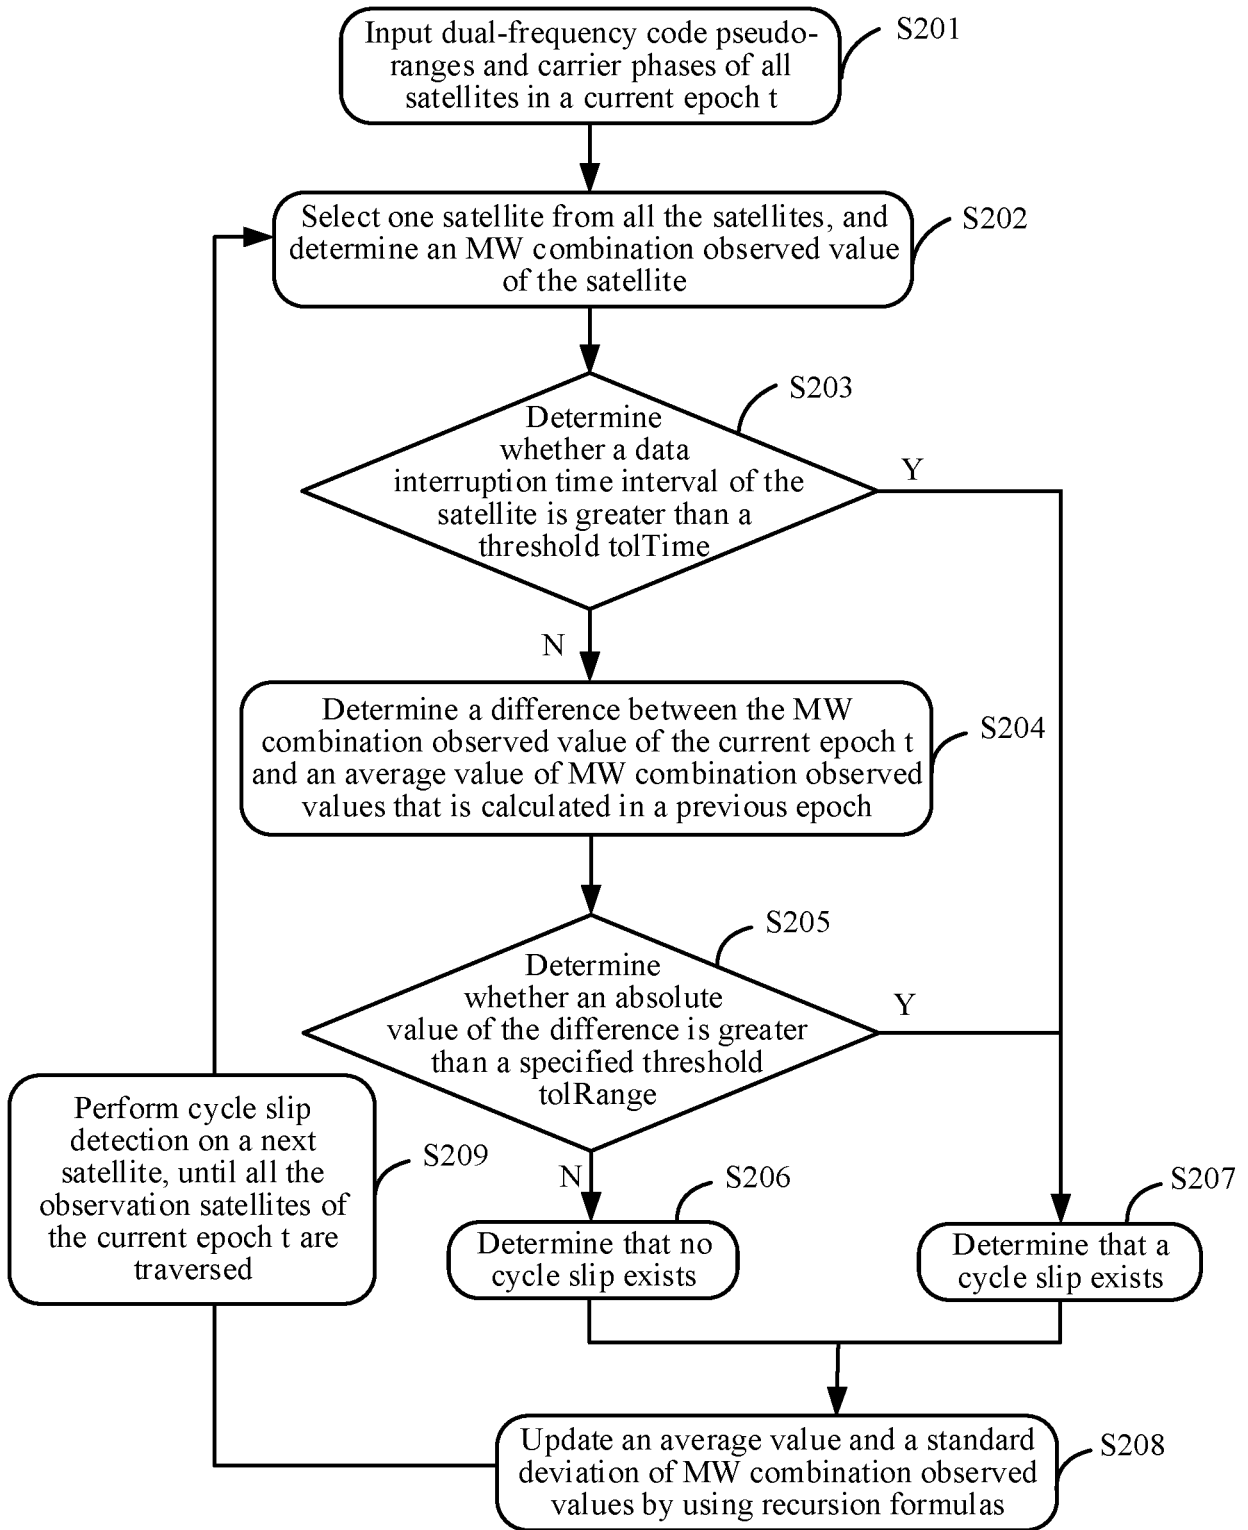 Input dual-frequency code pseudo-
ranges and carrier phases of all
satellites in a current epoch t
S201
Select one satellite from all the satellites, and
determine an MW combination observed value
of the satellite
S202
Determine
whether a data
interruption time interval of the
satellite is greater than a
threshold tolTime
S203
Y
N
Determine a difference between the MW
combination observed value of the current epoch t
and an average value of MW combination observed
values that is calculated in a previous epoch
S204
Determine
whether an absolute
value of the difference is greater
than a specified threshold
tolRange
S205
Y
N
Determine that no
cycle slip exists
S206
Determine that a
cycle slip exists
S207
Update an average value and a standard
deviation of MW combination observed
values by using recursion formulas
S208
Perform cycle slip
detection on a next
satellite, until all the
observation satellites of
the current epoch t are
traversed
S209